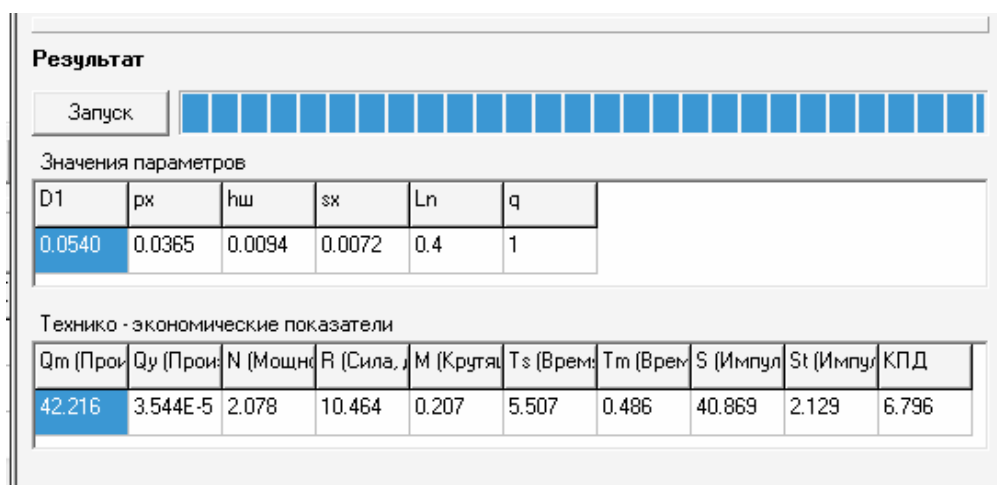 Результат
Запуск
Значения параметров
D1 px hш sx Ln q
0.0540 0.0365 0.0094 0.0072 0.4 1
Технико - экономические показатели
Qm (Прои Qy (Прои N (Мощно R (Сила, M (Крутящ Ts (Врем Tm (Врем S (Импул St (Импул КПД
42.216 3.544E-5 2.078 10.464 0.207 5.507 0.486 40.869 2.129 6.796